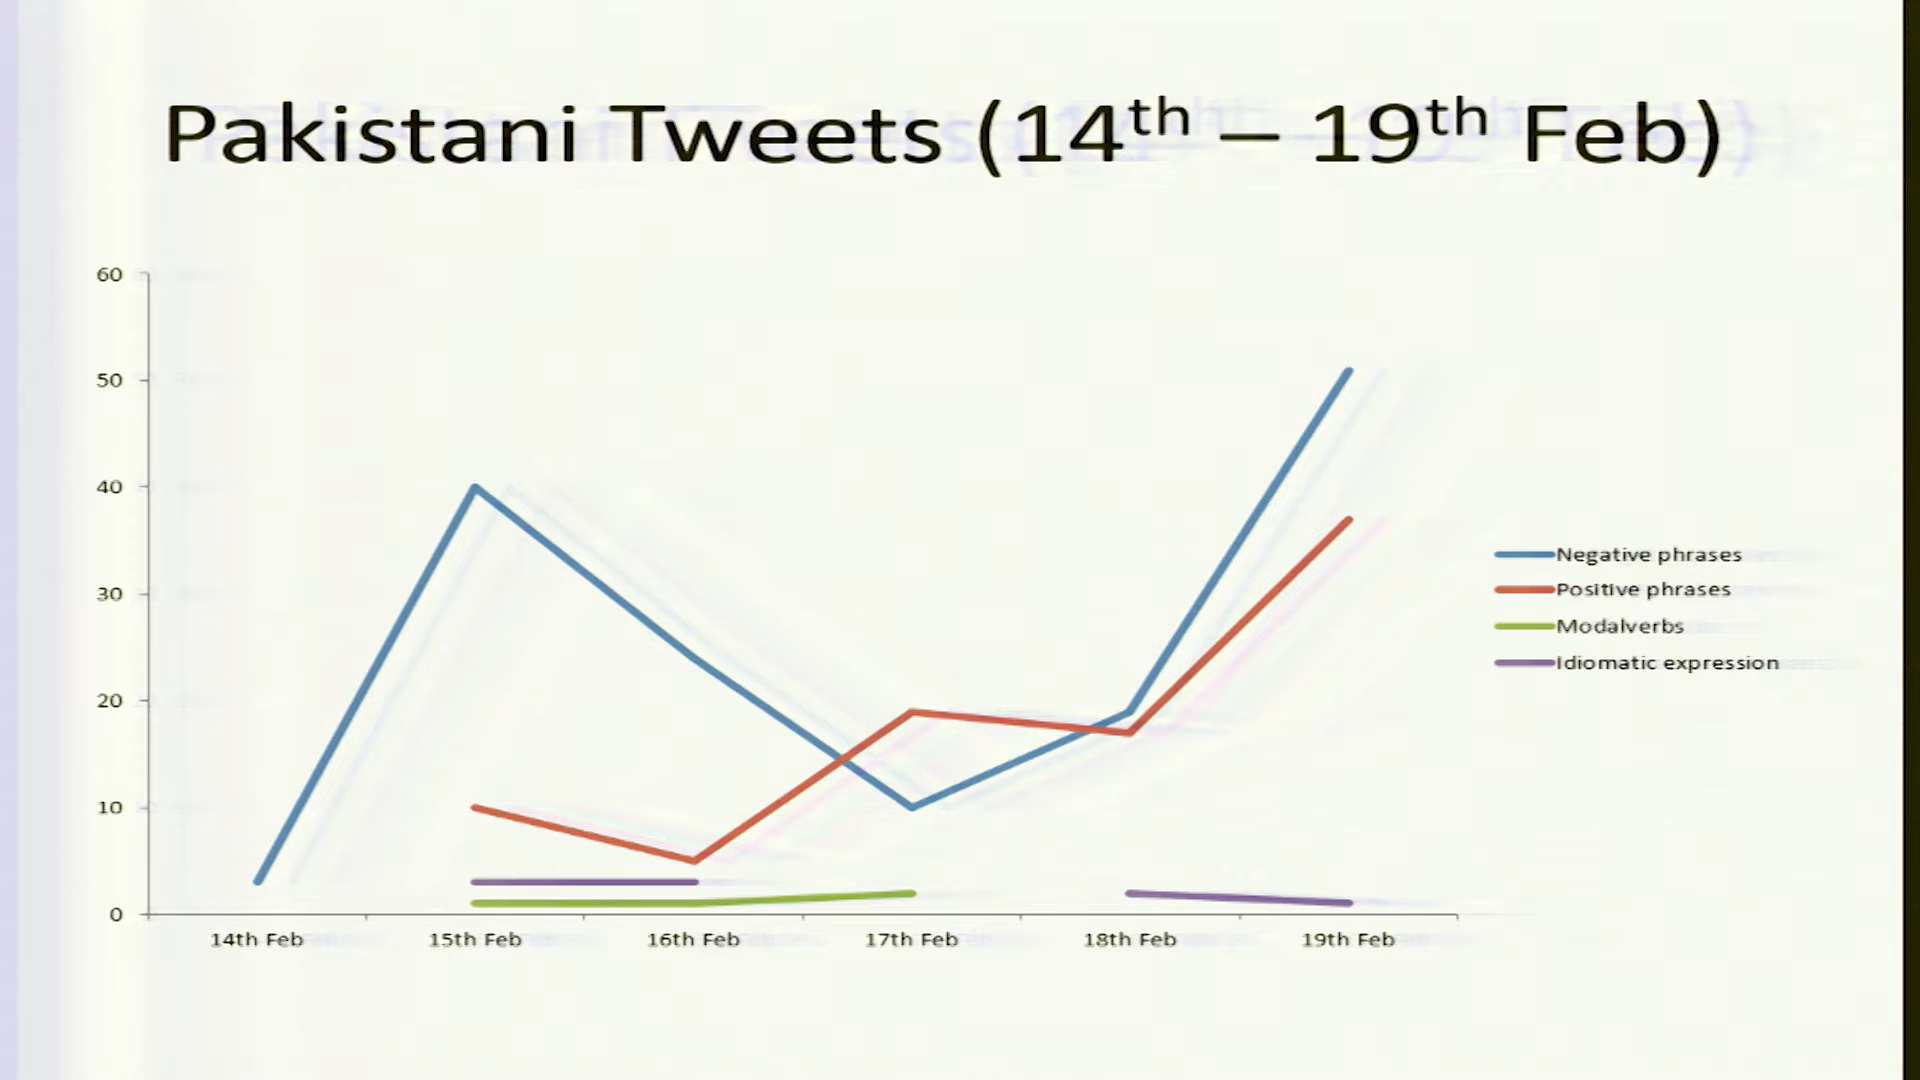 Pakistani Tweets (14th – 19th Feb)
60
50
40
30
20
10
0
14th Feb 15th Feb 16th Feb 17th Feb 18th Feb 19th Feb
Negative phrases
Positive phrases
Modalverbs
Idiomatic expression